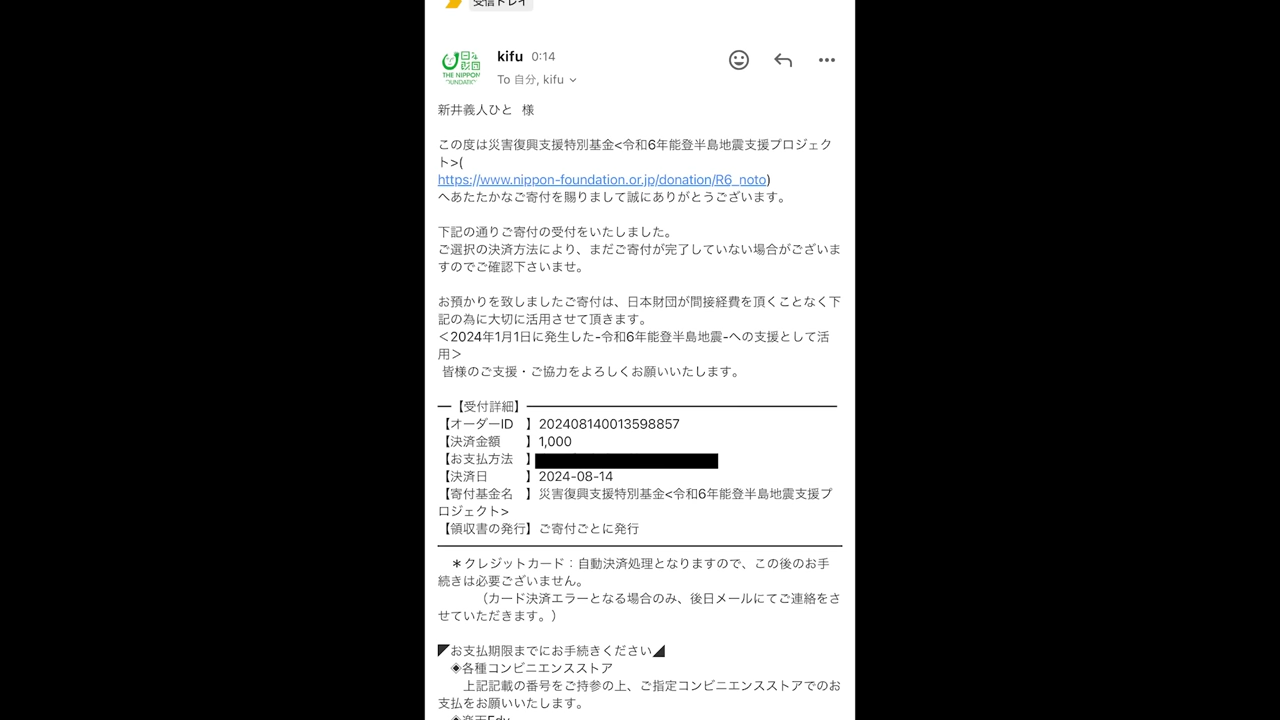 受信トレイ
日本
財団
THE NIPPON
FOUNDATION
kifu 0:14
To 自分, kifu
新井義人ひと 様
この度は災害復興支援特別基金<令和6年能登半島地震支援プロジェク
ト>(
https://www.nippon-foundation.or.jp/donation/R6_noto)
へあたたかなご寄付を賜りまして誠にありがとうございます。
下記の通りご寄付の受付をいたしました。
ご選択の決済方法により、まだご寄付が完了していない場合がございま
すのでご確認下さいませ。
お預かりを致しましたご寄付は、日本財団が間接経費を頂くことなく下
記の為に大切に活用させて頂きます。
＜2024年1月1日に発生した-令和6年能登半島地震-への支援として活
用＞
皆様のご支援・ご協力をよろしくお願いいたします。
━【受付詳細】━━━━━━━━━━━━━━━━━━━━━━━━
【オーダーID　】202408140013598857
【決済金額　　】1,000
【お支払方法　】
【決済日　　　】2024-08-14
【寄付基金名　】災害復興支援特別基金<令和6年能登半島地震支援プ
ロジェクト>
【領収書の発行】ご寄付ごとに発行
＊クレジットカード：自動決済処理となりますので、この後のお手
続きは必要ございません。
（カード決済エラーとなる場合のみ、後日メールにてご連絡をさ
せていただきます。）
◤お支払期限までにお手続きください◢
◈各種コンビニエンスストア
上記記載の番号をご持参の上、ご指定コンビニエンスストアでのお
支払をお願いいたします。
◈楽天Edy